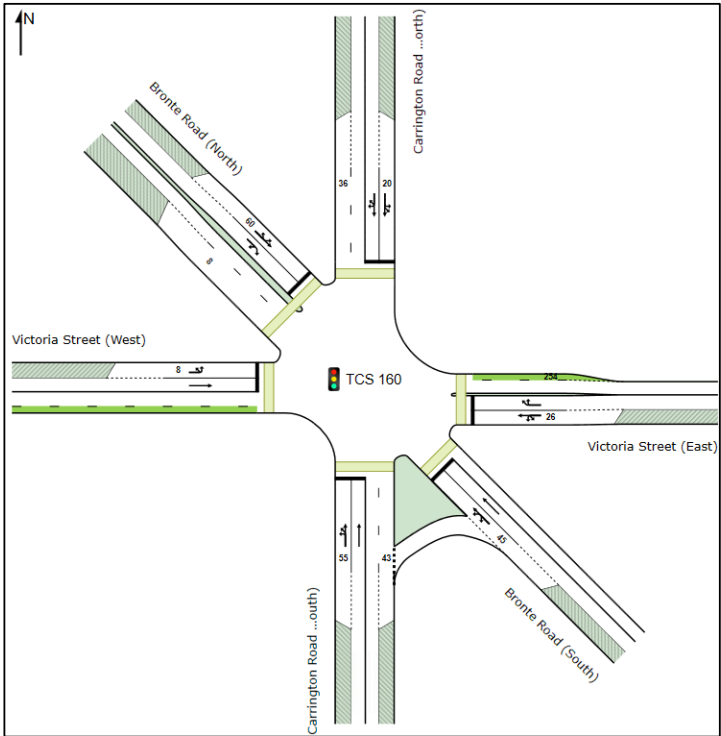 N
Bronte Road (North)
Carrington Road ...orth)
36
20
60
8
Victoria Street (West)
8
TCS 160
254
26
Victoria Street (East)
55
43
45
Carrington Road ...outh)
Bronte Road (South)